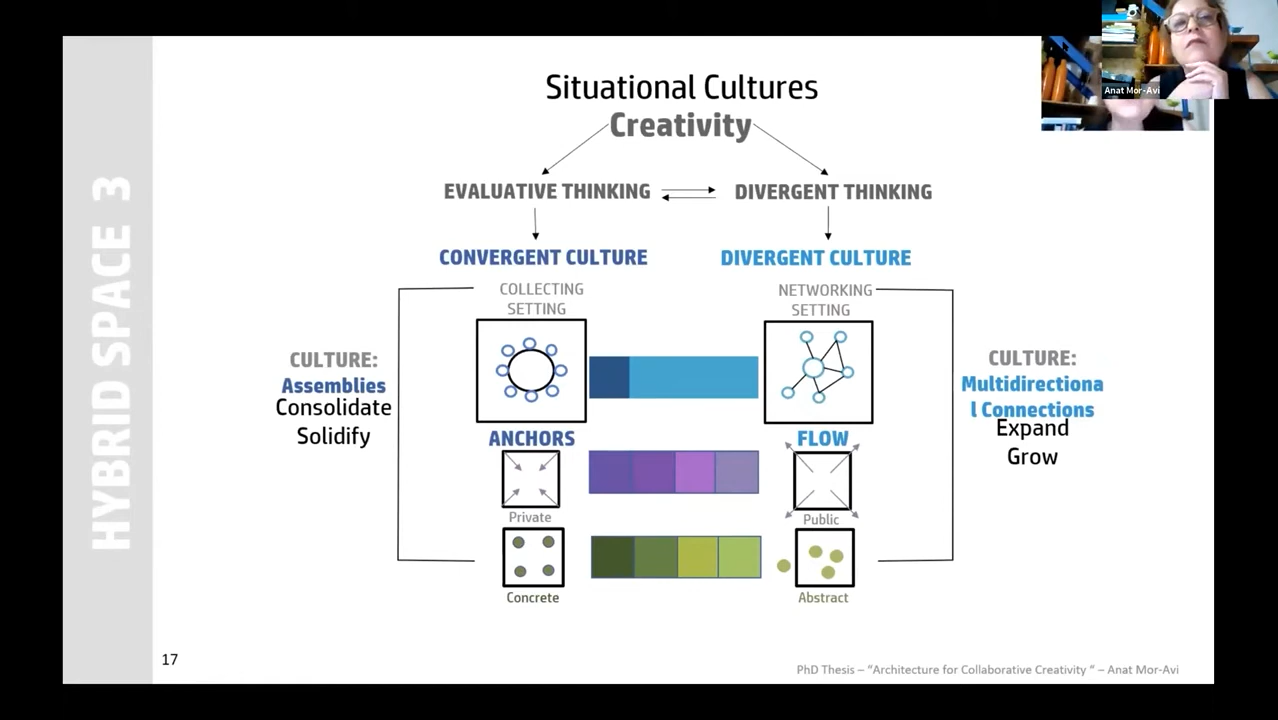 HYBRID SPACE 3
Situational Cultures
Creativity
EVALUATIVE THINKING
DIVERGENT THINKING
CONVERGENT CULTURE
DIVERGENT CULTURE
COLLECTING
SETTING
NETWORKING
SETTING
CULTURE:
Assemblies
Consolidate
Solidify
CULTURE:
Multidirectiona
l Connections
Expand
Grow
ANCHORS
FLOW
Private
Public
Concrete
Abstract
17
PhD Thesis – "Architecture for Collaborative Creativity " – Anat Mor-Avi
Anat Mor-Avi